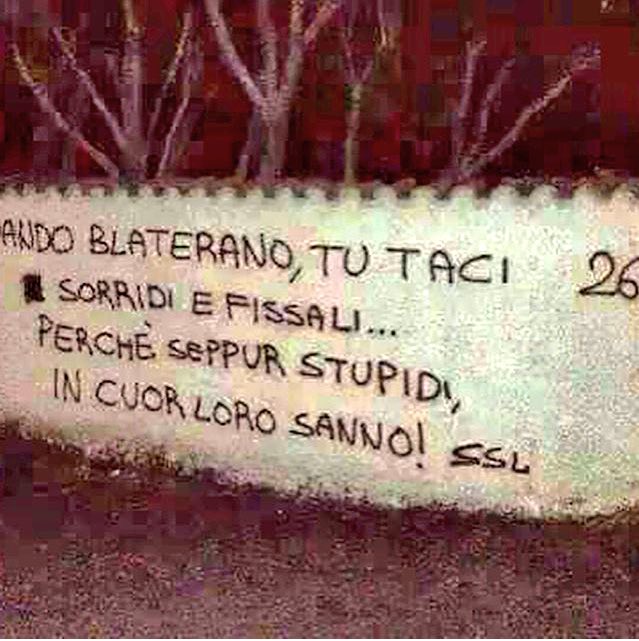 ANDO BLATERANO, TU TACI 26
SORRIDI E FISSALI...
PERCHÈ SEPPUR STUPIDI,
IN CUOR LORO SANNO! SSL